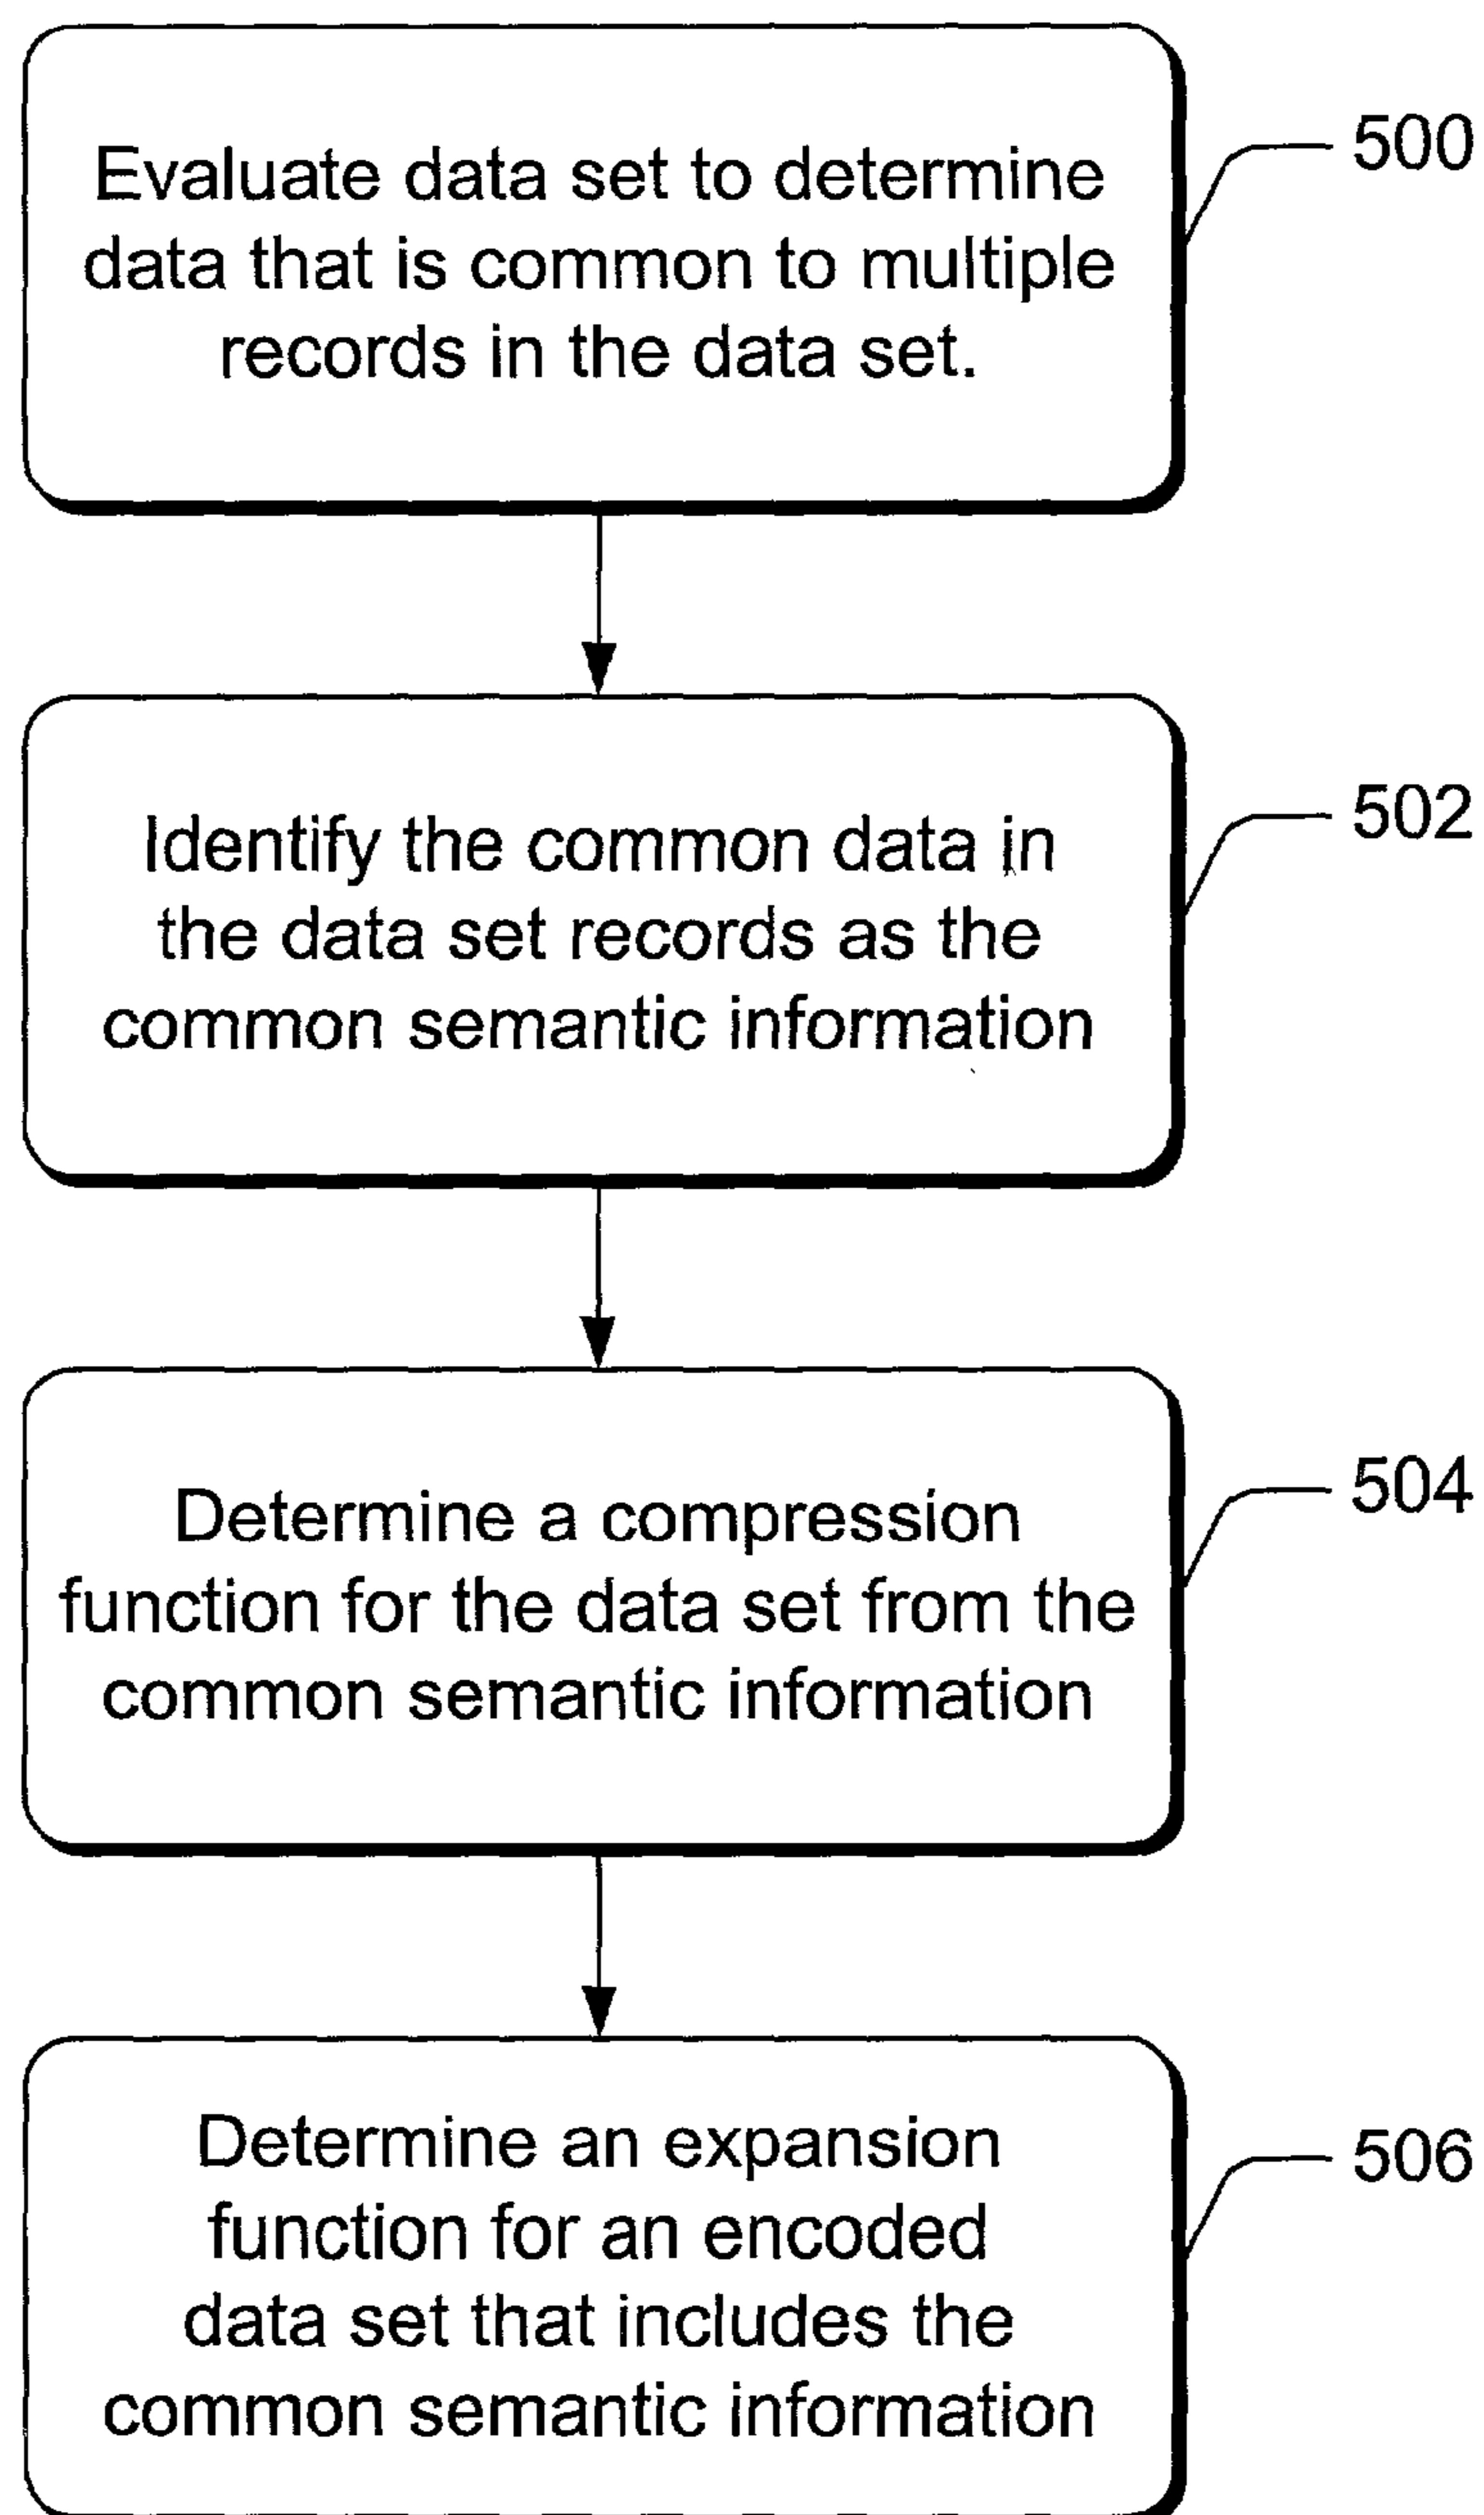 Evaluate data set to determine
data that is common to multiple
records in the data set.
500
Identify the common data in
the data set records as the
common semantic information
502
Determine a compression
function for the data set from the
common semantic information
504
Determine an expansion
function for an encoded
data set that includes the
common semantic information
506